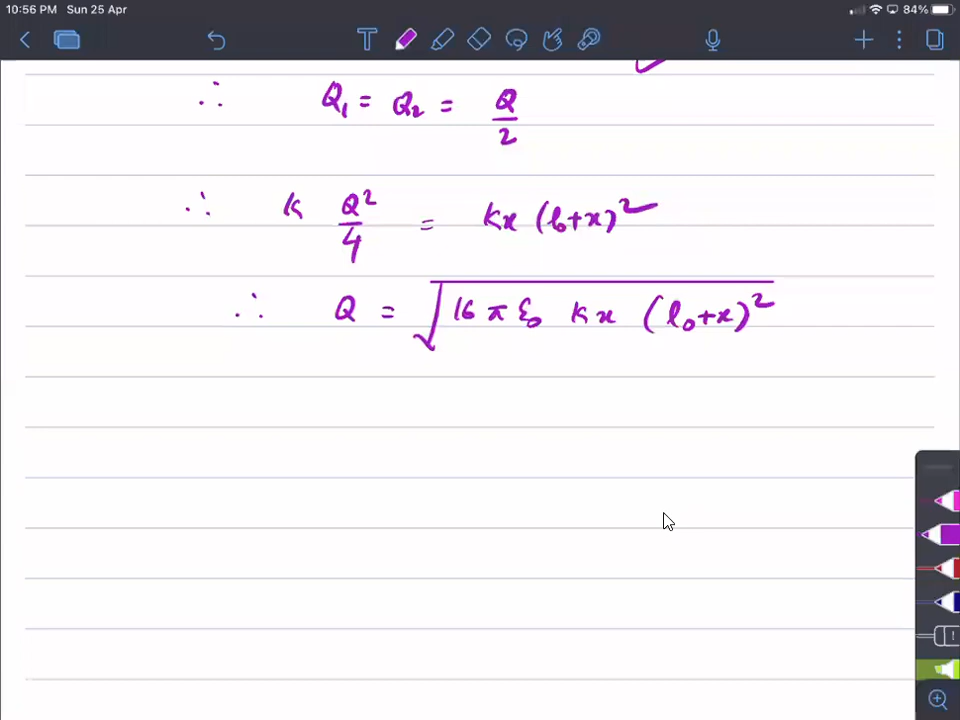 10:56 PM Sun 25 Apr 84%
∴ Q₁ = Q₂ = Q/2
∴ k Q²/4 = kx (l₀+x)²
∴ Q = √(16 π ε₀ kx (l₀+x)²)